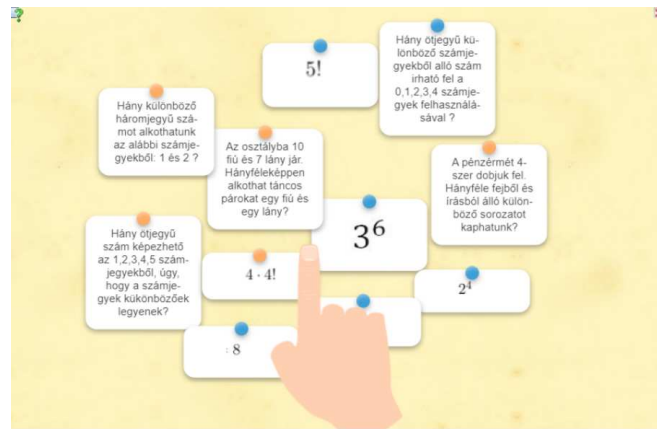 5!
Hány ötjegyű kü-
lönböző számje-
gyekből alló szám
irható fel a
0,1,2,3,4 számje-
gyek felhasználá-
sával ?
Hány különböző
háromjegyű szá-
mot alkothatunk
az alábbi számje-
gyekből: 1 és 2 ?
Az osztályba 10
fiú és 7 lány jár.
Hányféleképpen
alkothat táncos
párokat egy fiú és
egy lány?
A pénzérmét 4-
szer dobjuk fel.
Hányféle fejből és
írásból álló külön-
böző sorozatot
kaphatunk?
3⁶
Hány ötjegyű
szám képezhető
az 1,2,3,4,5 szám-
jegyekből, úgy,
hogy a számje-
gyek kükönbözőek
legyenek?
4 · 4!
2⁴
: 8